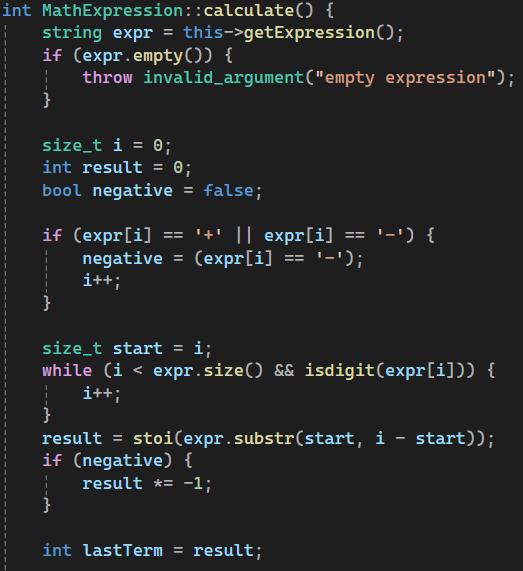 int MathExpression::calculate() {
    string expr = this->getExpression();
    if (expr.empty()) {
        throw invalid_argument("empty expression");
    }

    size_t i = 0;
    int result = 0;
    bool negative = false;

    if (expr[i] == '+' || expr[i] == '-') {
        negative = (expr[i] == '-');
        i++;
    }

    size_t start = i;
    while (i < expr.size() && isdigit(expr[i])) {
        i++;
    }
    result = stoi(expr.substr(start, i - start));
    if (negative) {
        result *= -1;
    }

    int lastTerm = result;